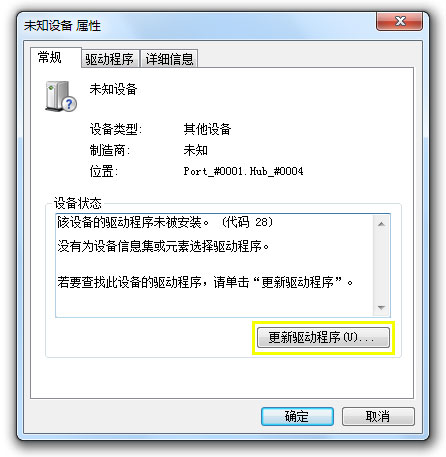 未知设备 属性
常规 驱动程序 详细信息
未知设备
设备类型: 其他设备
制造商: 未知
位置: Port_#0001.Hub_#0004
设备状态
该设备的驱动程序未被安装。 (代码 28)
没有为设备信息集或元素选择驱动程序。
若要查找此设备的驱动程序，请单击“更新驱动程序”。
更新驱动程序(U)...
确定 取消